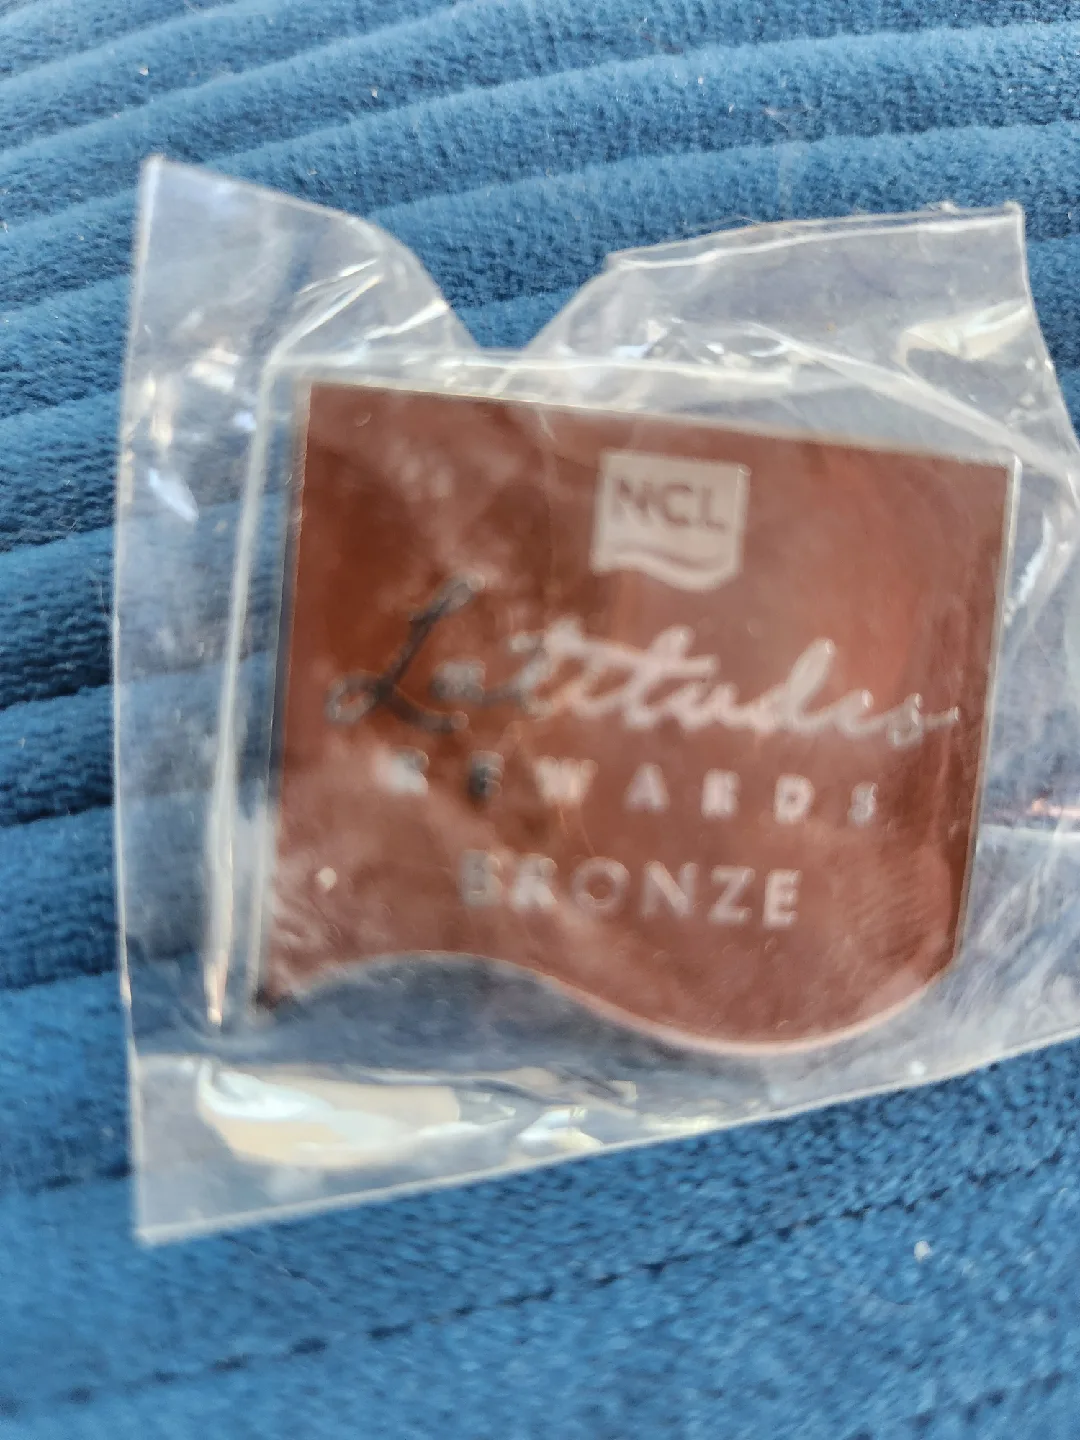 NCL
Latitudes
REWARDS
BRONZE